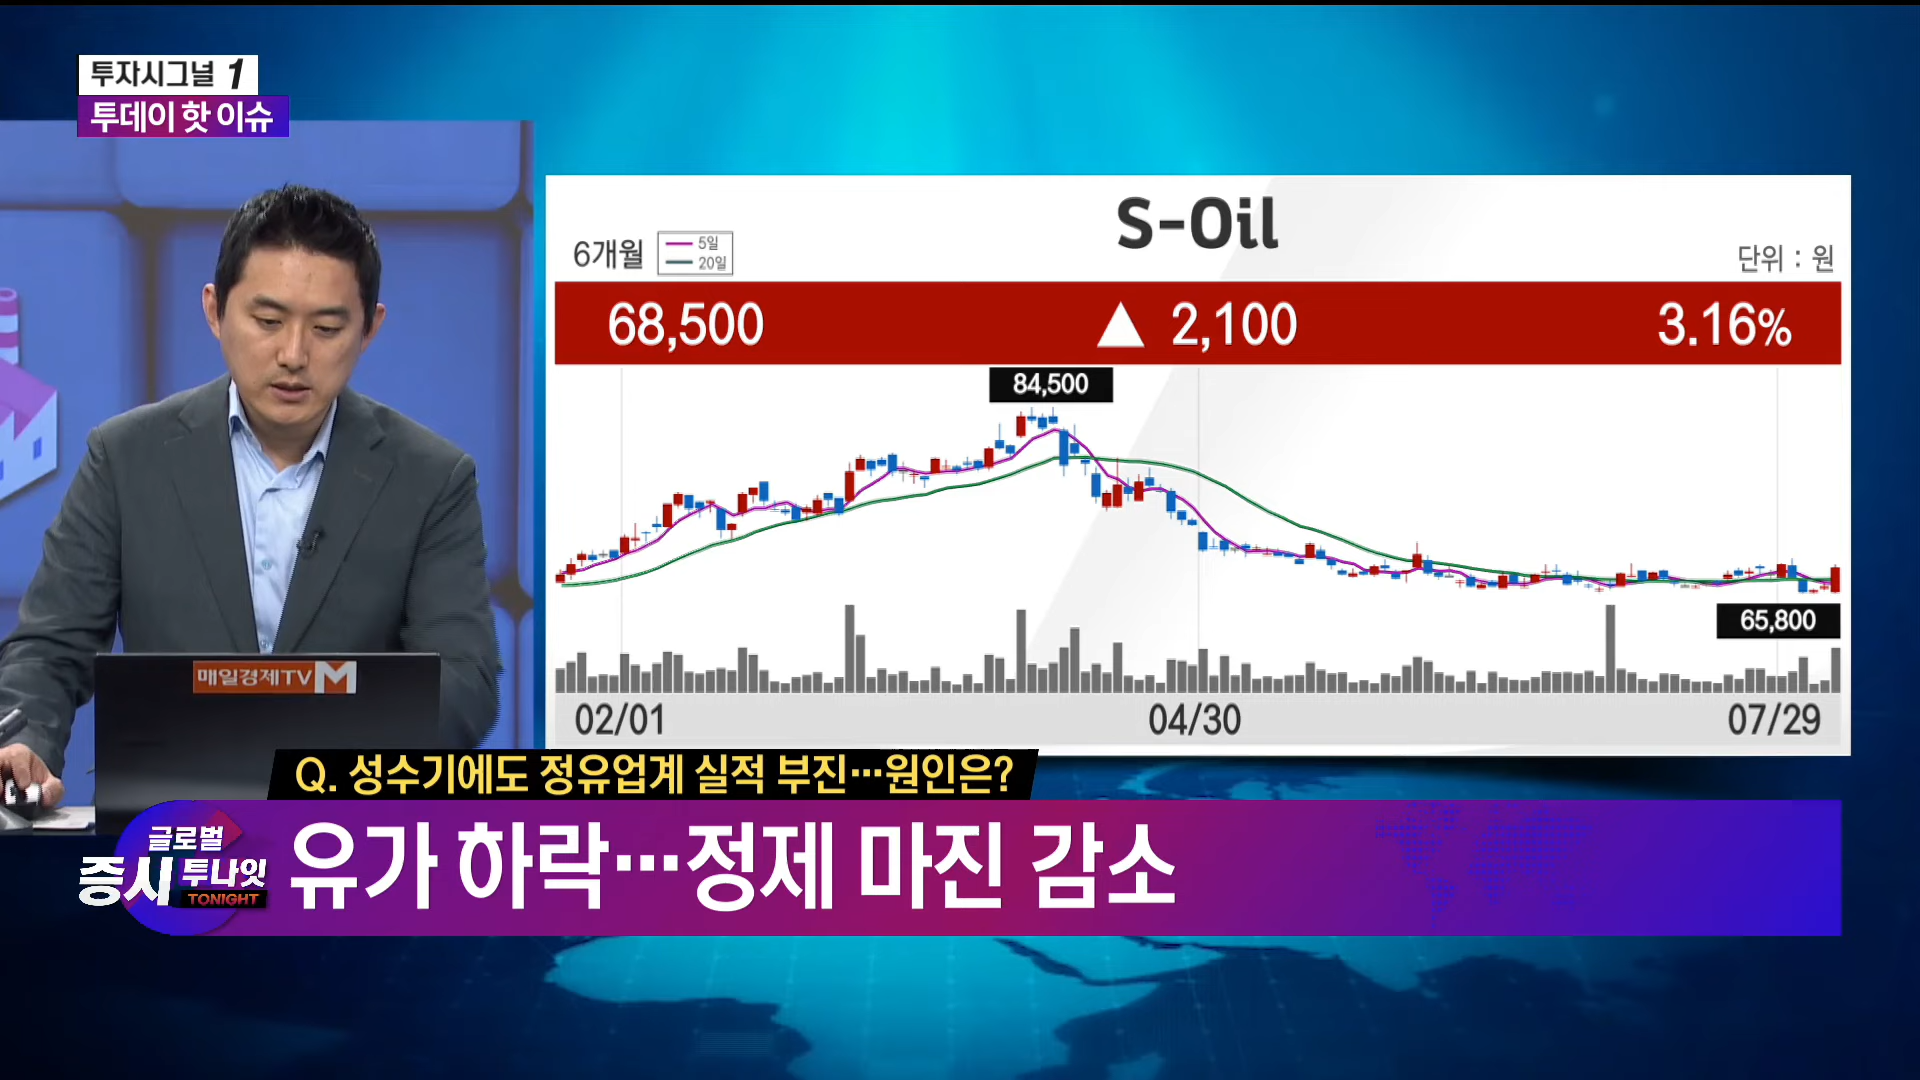 투자시그널 1
투데이 핫 이슈
S-Oil
6개월
5일
20일
단위 : 원
68,500 ▲ 2,100 3.16%
84,500
65,800
02/01 04/30 07/29
매일경제TV M
Q. 성수기에도 정유업계 실적 부진…원인은?
글로벌
증시 투나잇
TONIGHT
유가 하락…정제 마진 감소